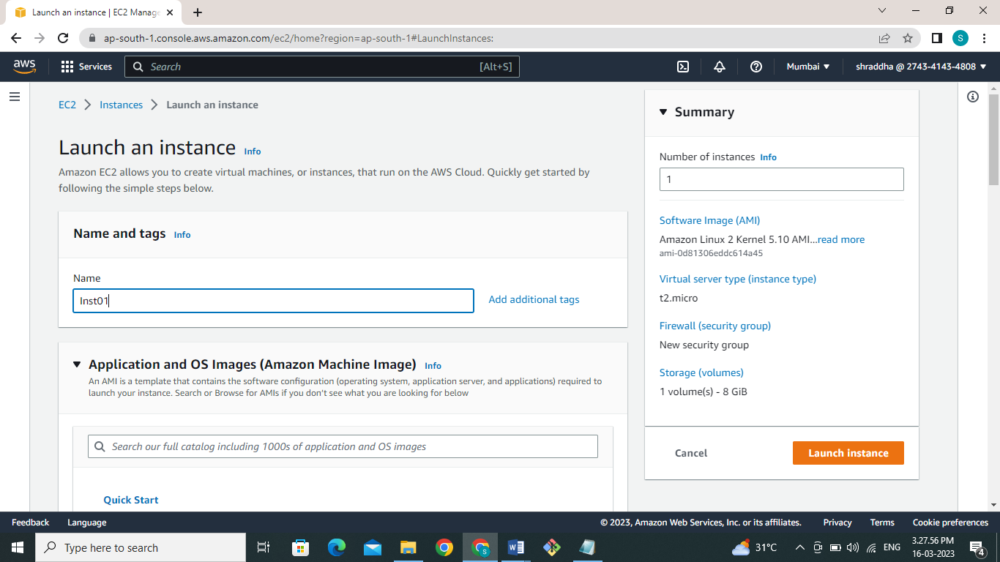 Launch an instance | EC2 Manage
ap-south-1.console.aws.amazon.com/ec2/home?region=ap-south-1#LaunchInstances:
S
aws
Services
Search
[Alt+S]
Mumbai
shraddha @ 2743-4143-4808
EC2
Instances
Launch an instance
Launch an instance Info
Amazon EC2 allows you to create virtual machines, or instances, that run on the AWS Cloud. Quickly get started by
following the simple steps below.
Name and tags Info
Name
Inst01
Add additional tags
Application and OS Images (Amazon Machine Image) Info
An AMI is a template that contains the software configuration (operating system, application server, and applications) required to
launch your instance. Search or Browse for AMIs if you don't see what you are looking for below
Search our full catalog including 1000s of application and OS images
Quick Start
Summary
Number of instances Info
1
Software Image (AMI)
Amazon Linux 2 Kernel 5.10 AMI...read more
ami-0d81306eddc614a45
Virtual server type (instance type)
t2.micro
Firewall (security group)
New security group
Storage (volumes)
1 volume(s) - 8 GiB
Cancel
Launch instance
Feedback
Language
© 2023, Amazon Web Services, Inc. or its affiliates.
Privacy
Terms
Cookie preferences
Type here to search
S
31°C
ENG
3.27.56 PM
16-03-2023
4